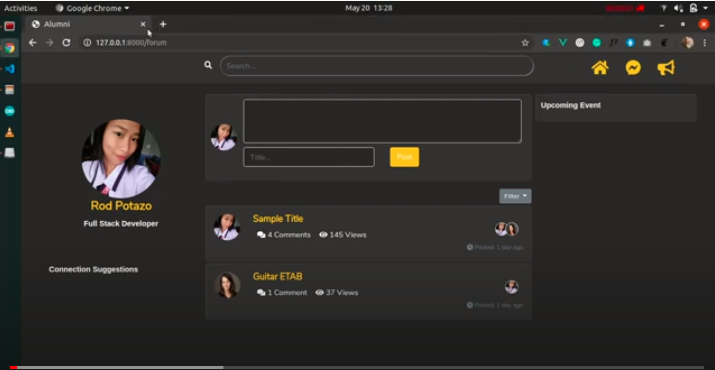 Activities
Google Chrome
May 20 13:28
Alumni
127.0.0.1:8000/forum
Search...
Upcoming Event
Title...
Post
Rod Potazo
Full Stack Developer
Filter
Sample Title
4 Comments 145 Views
Posted: 1 day ago
Connection Suggestions
Guitar ETAB
1 Comment 37 Views
Posted: 1 day ago